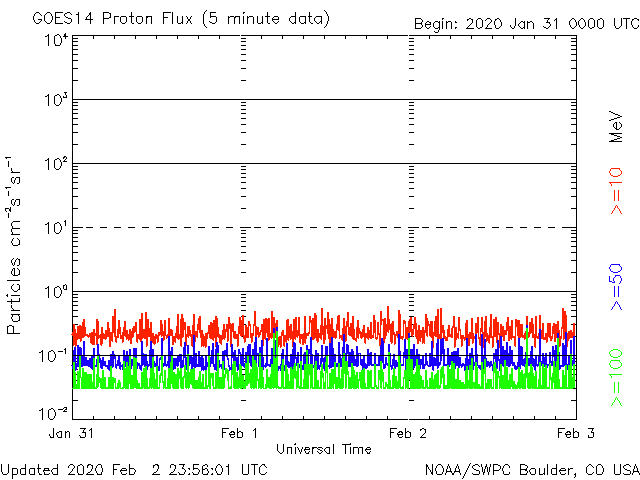 GOES14 Proton Flux (5 minute data)
Begin: 2020 Jan 31 0000 UTC
Particles cm⁻²s⁻¹sr⁻¹
10⁴
10³
10²
10¹
10⁰
10⁻¹
10⁻²
MeV
>=10
>=50
>=100
Jan 31 Feb 1 Feb 2 Feb 3
Universal Time
Updated 2020 Feb 2 23:56:01 UTC
NOAA/SWPC Boulder, CO USA